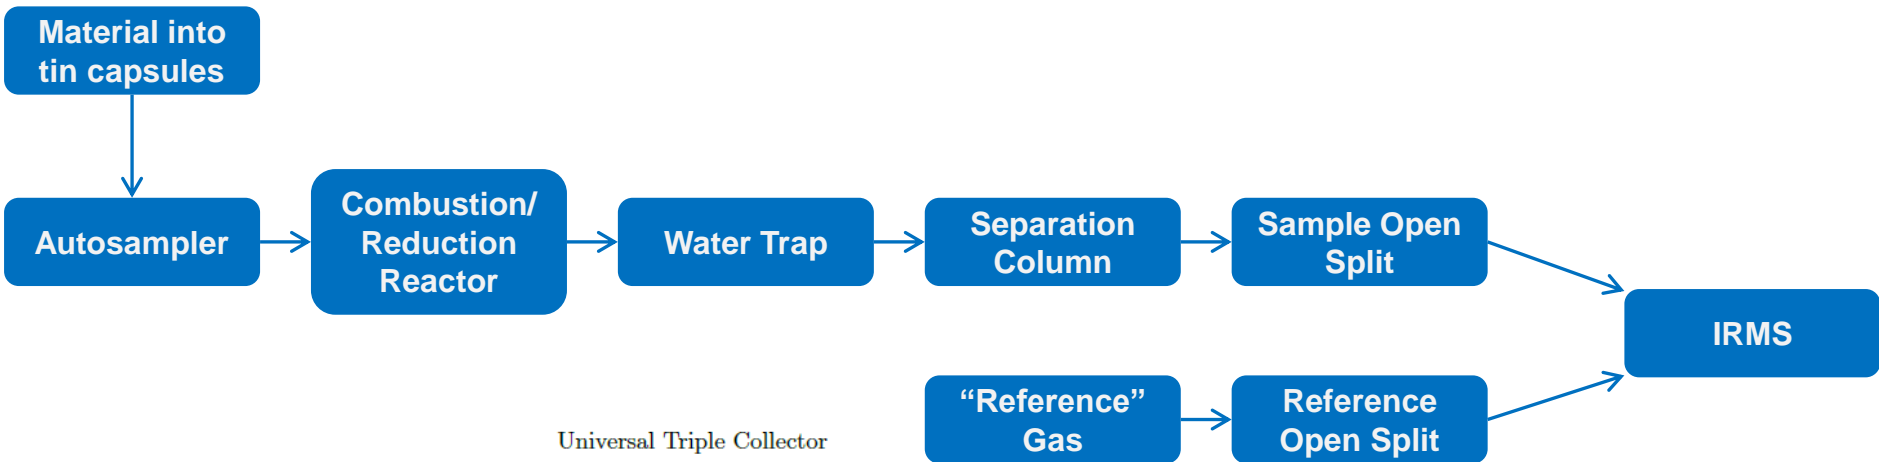 Material into
tin capsules
Autosampler
Combustion/
Reduction
Reactor
Water Trap
Separation
Column
Sample Open
Split
IRMS
“Reference”
Gas
Reference
Open Split
Universal Triple Collector